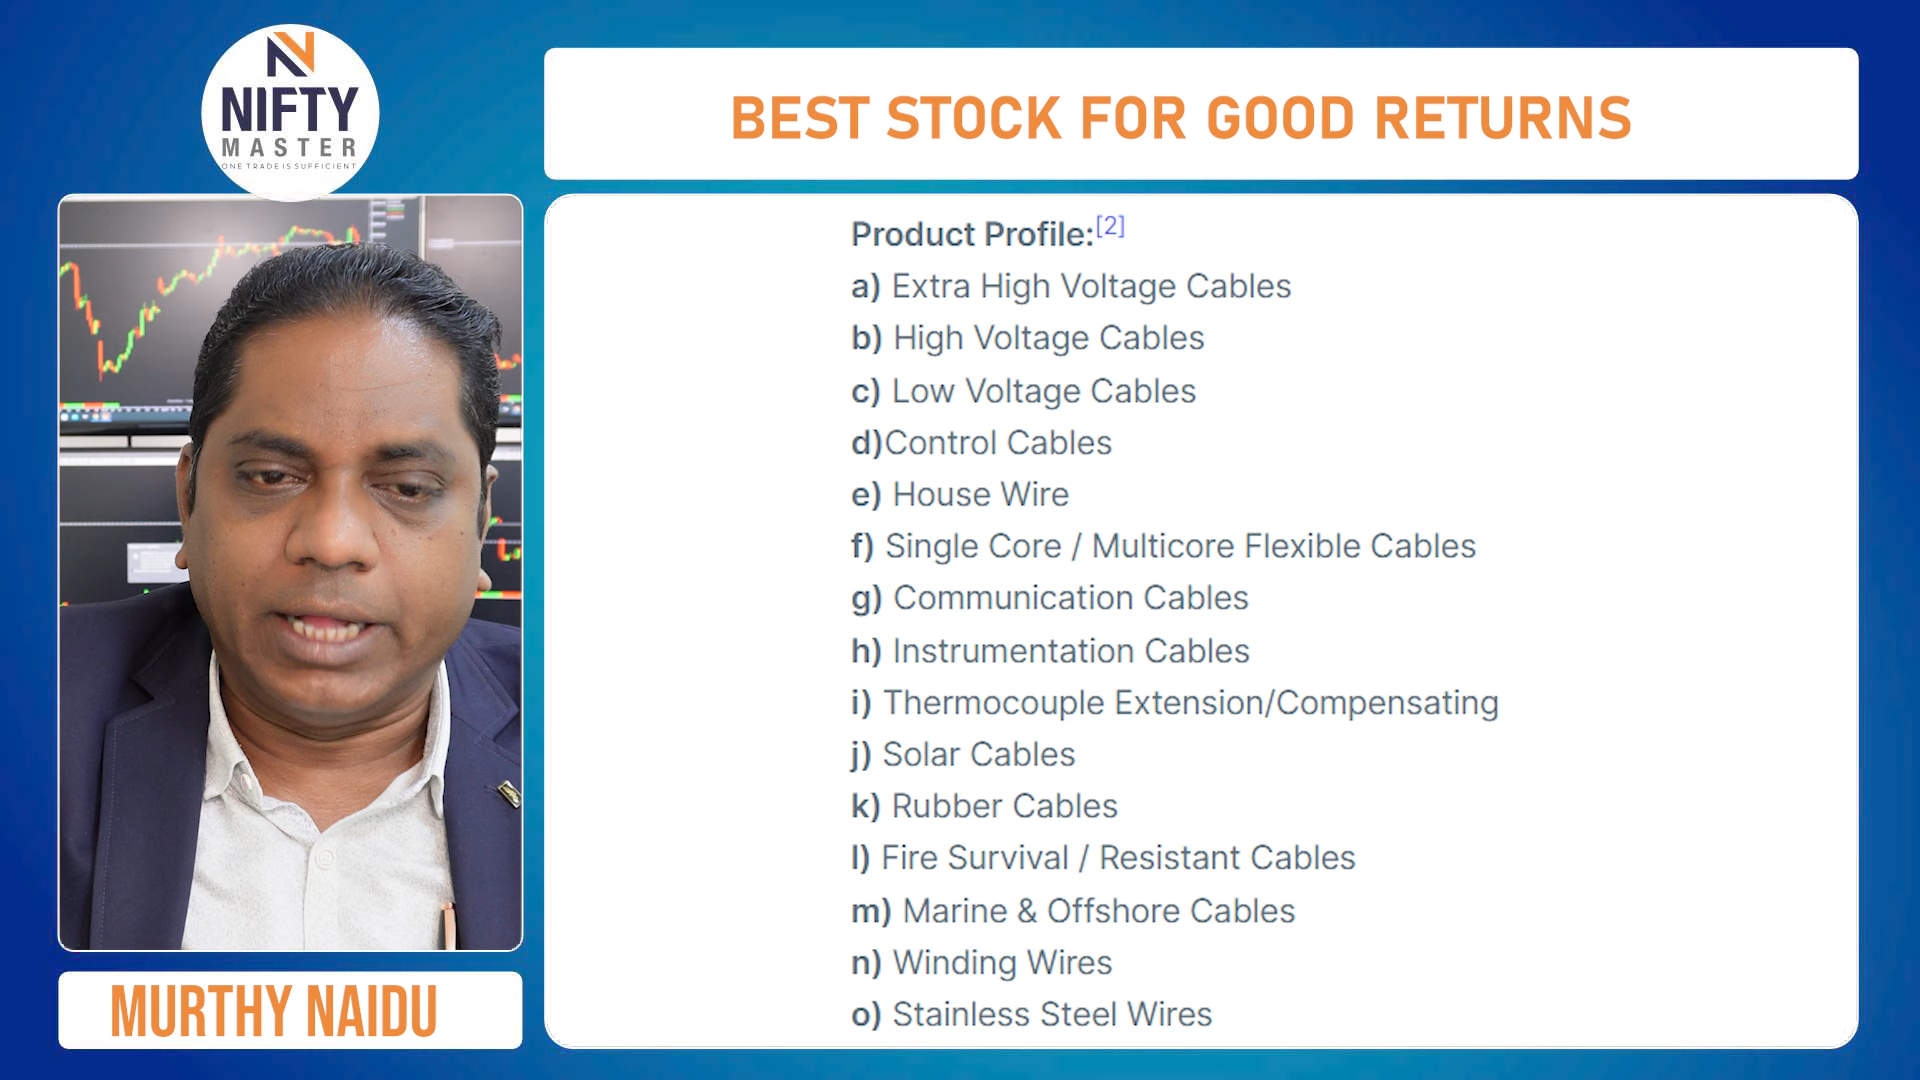 NIFTY
MASTER
ONE TRADE IS SUFFICIENT
BEST STOCK FOR GOOD RETURNS
Product Profile:[2]
a) Extra High Voltage Cables
b) High Voltage Cables
c) Low Voltage Cables
d)Control Cables
e) House Wire
f) Single Core / Multicore Flexible Cables
g) Communication Cables
h) Instrumentation Cables
i) Thermocouple Extension/Compensating
j) Solar Cables
k) Rubber Cables
l) Fire Survival / Resistant Cables
m) Marine & Offshore Cables
n) Winding Wires
o) Stainless Steel Wires
MURTHY NAIDU